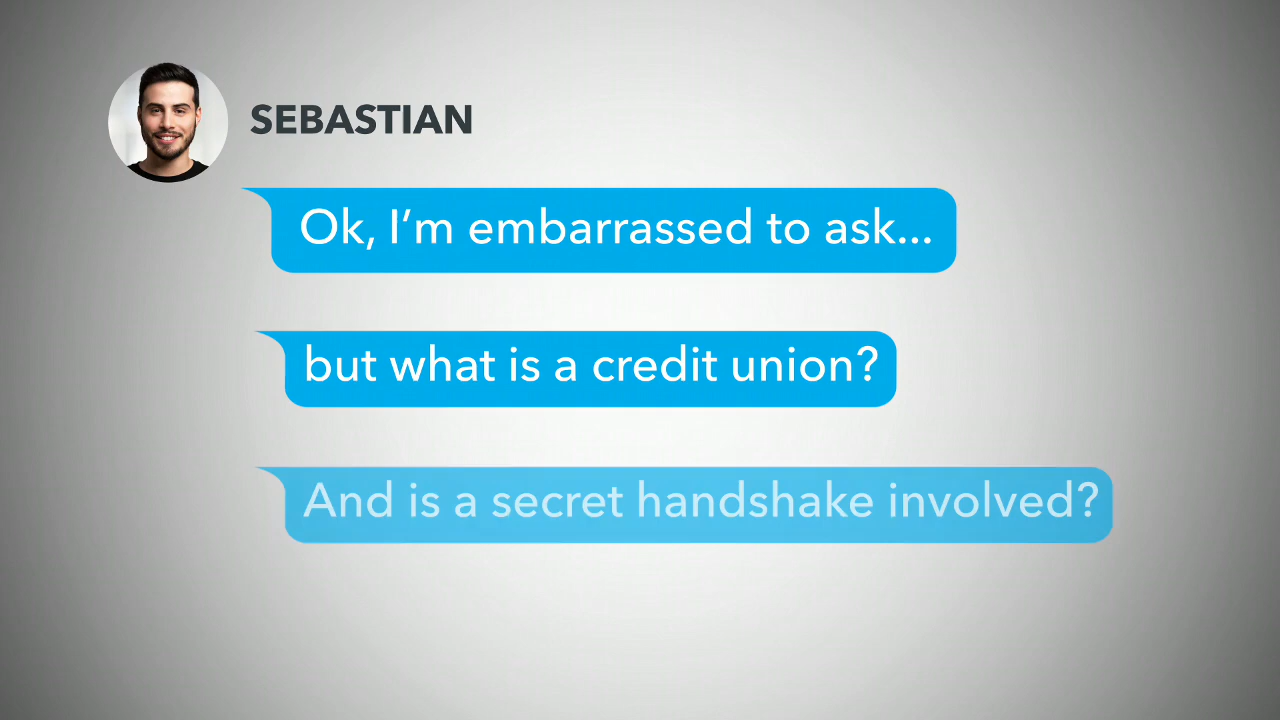 SEBASTIAN
Ok, I’m embarrassed to ask...
but what is a credit union?
And is a secret handshake involved?